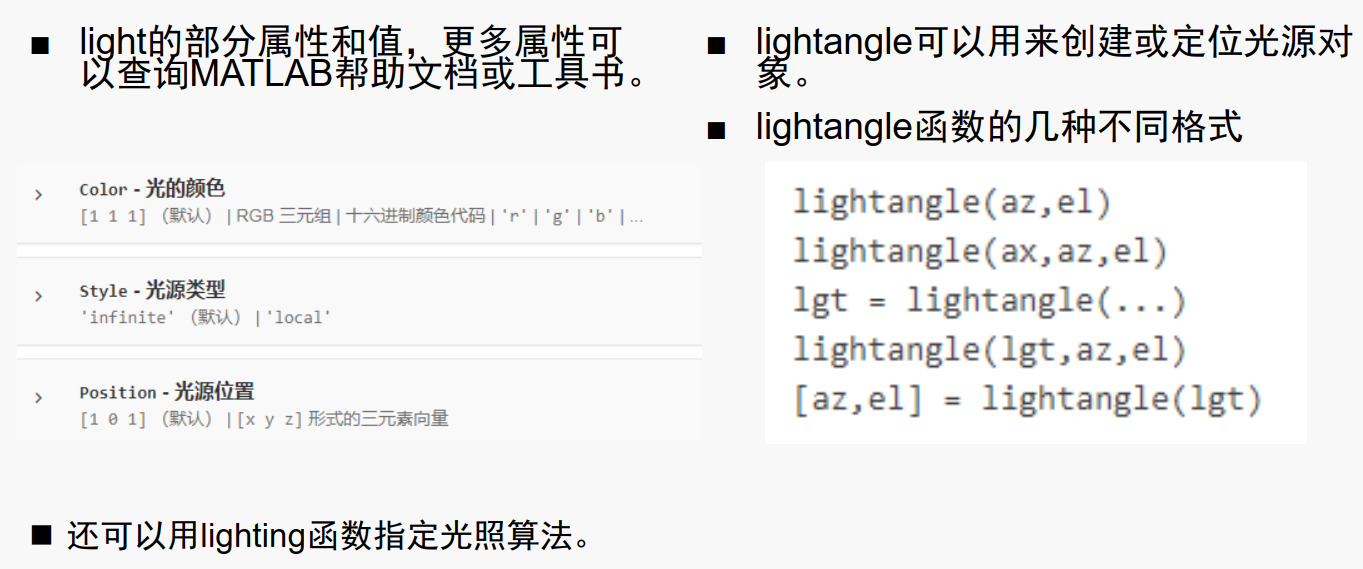 ■ light的部分属性和值，更多属性可
以查询MATLAB帮助文档或工具书。
Color - 光的颜色
[1 1 1] （默认） | RGB 三元组 | 十六进制颜色代码 | 'r' | 'g' | 'b' | ...
Style - 光源类型
'infinite' （默认） | 'local'
Position - 光源位置
[1 0 1] （默认） | [x y z] 形式的三元素向量
■ lightangle可以用来创建或定位光源对
象。
■ lightangle函数的几种不同格式
lightangle(az,el)
lightangle(ax,az,el)
lgt = lightangle(...)
lightangle(lgt,az,el)
[az,el] = lightangle(lgt)
■ 还可以用lighting函数指定光照算法。